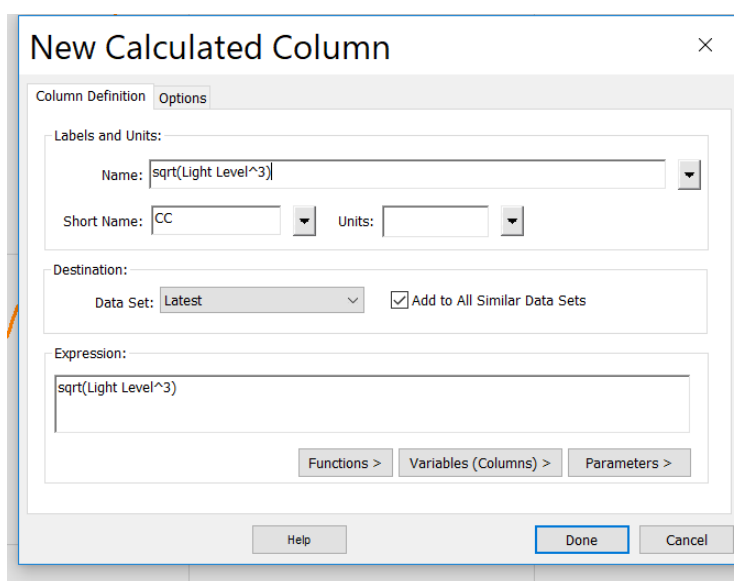 New Calculated Column
Column Definition Options
Labels and Units:
Name: sqrt(Light Level^3)
Short Name: CC Units:
Destination:
Data Set: Latest Add to All Similar Data Sets
Expression:
sqrt(Light Level^3)
Functions > Variables (Columns) > Parameters >
Help Done Cancel